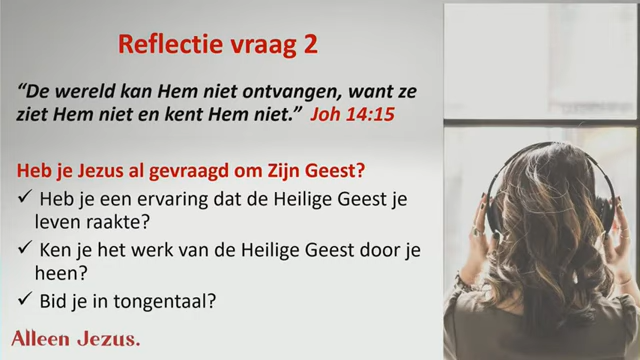 Reflectie vraag 2
“De wereld kan Hem niet ontvangen, want ze
ziet Hem niet en kent Hem niet.” Joh 14:15
Heb je Jezus al gevraagd om Zijn Geest?
✓ Heb je een ervaring dat de Heilige Geest je
leven raakte?
✓ Ken je het werk van de Heilige Geest door je
heen?
✓ Bid je in tongentaal?
Alleen Jezus.